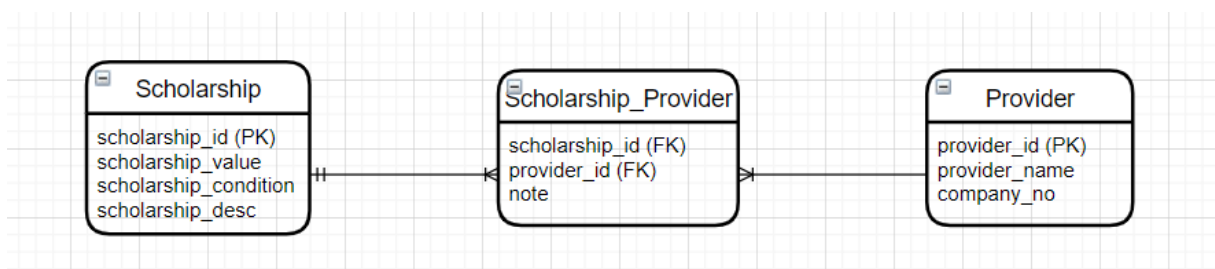 Scholarship
scholarship_id (PK)
scholarship_value
scholarship_condition
scholarship_desc
Scholarship_Provider
scholarship_id (FK)
provider_id (FK)
note
Provider
provider_id (PK)
provider_name
company_no